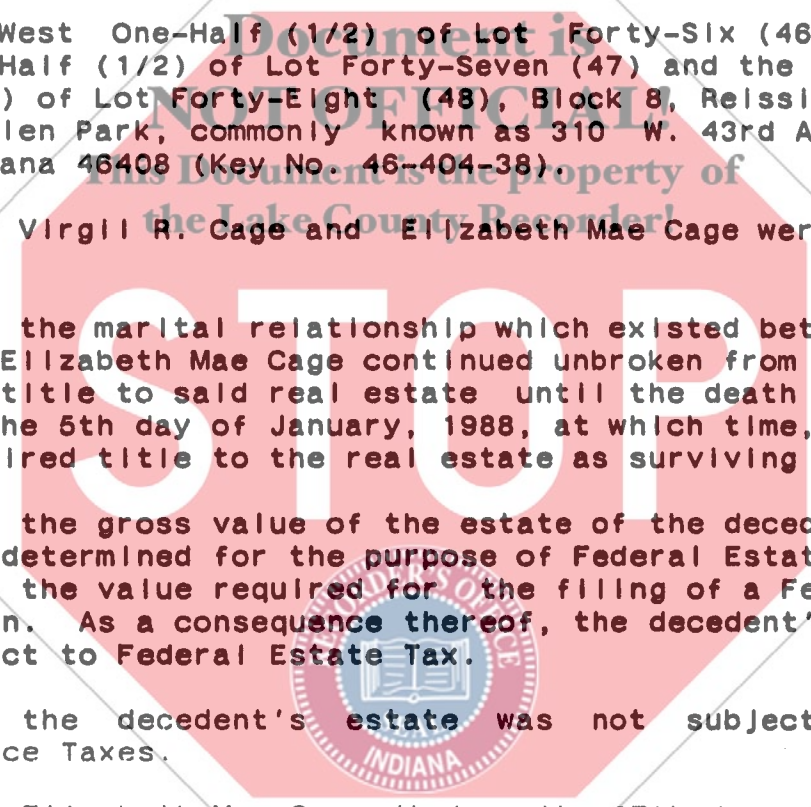 West One-Half (1/2) of Lot Forty-Six (46
Document is
Half (1/2) of Lot Forty-Seven (47) and the
) of Lot Forty-Eight (48), Block 8, Reissi
NOT OFFICIAL!
len Park, commonly known as 310 W. 43rd A
ana 46408 (Key No. 46-404-38).
This Document is the property of
the Lake County Recorder!
Virgil R. Cage and Elizabeth Mae Cage wer
the marital relationship which existed bet
Elizabeth Mae Cage continued unbroken from
title to said real estate until the death
he 5th day of January, 1988, at which time,
ired title to the real estate as surviving
STOP
the gross value of the estate of the deced
determined for the purpose of Federal Estat
the value required for the filing of a Fe
n. As a consequence thereof, the decedent'
ct to Federal Estate Tax.
RECORDER'S OFFICE
the decedent's estate was not subject
ce Taxes.
INDIANA